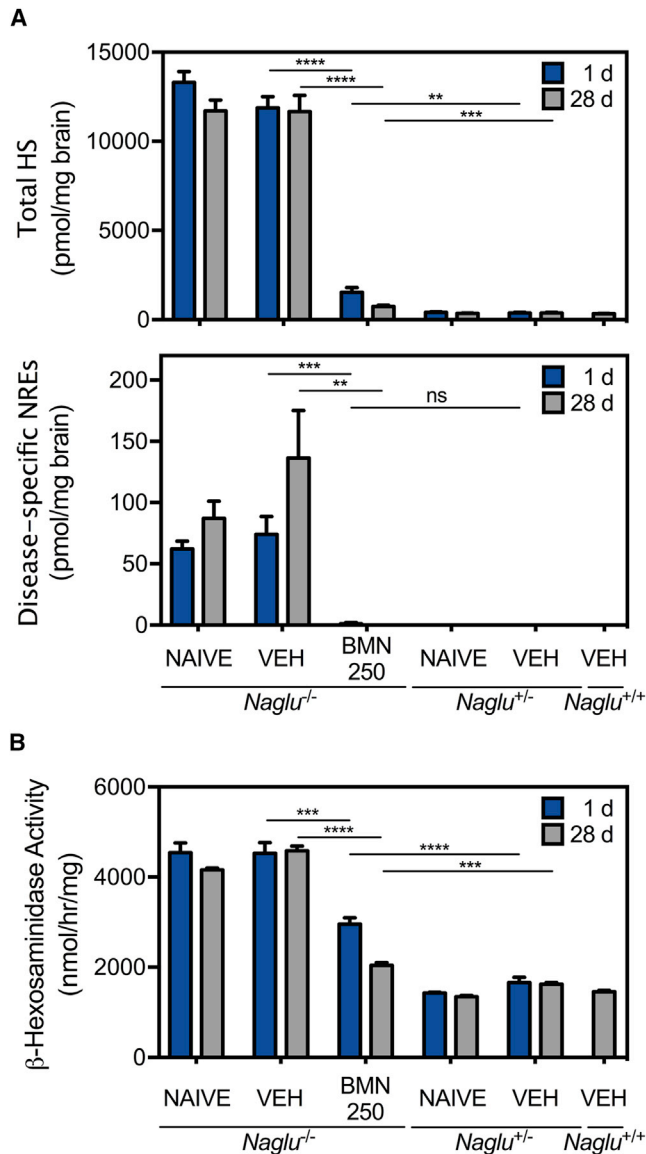 A
Total HS
(pmol/mg brain)
15000
10000
5000
0
****
****
**
***
1 d
28 d
Disease-specific NREs
(pmol/mg brain)
200
150
100
50
0
***
**
ns
1 d
28 d
NAIVE VEH BMN 250 NAIVE VEH VEH
Naglu-/- Naglu+/- Naglu+/+
B
β-Hexosaminidase Activity
(nmol/hr/mg)
6000
4000
2000
0
***
****
****
***
1 d
28 d
NAIVE VEH BMN 250 NAIVE VEH VEH
Naglu-/- Naglu+/- Naglu+/+